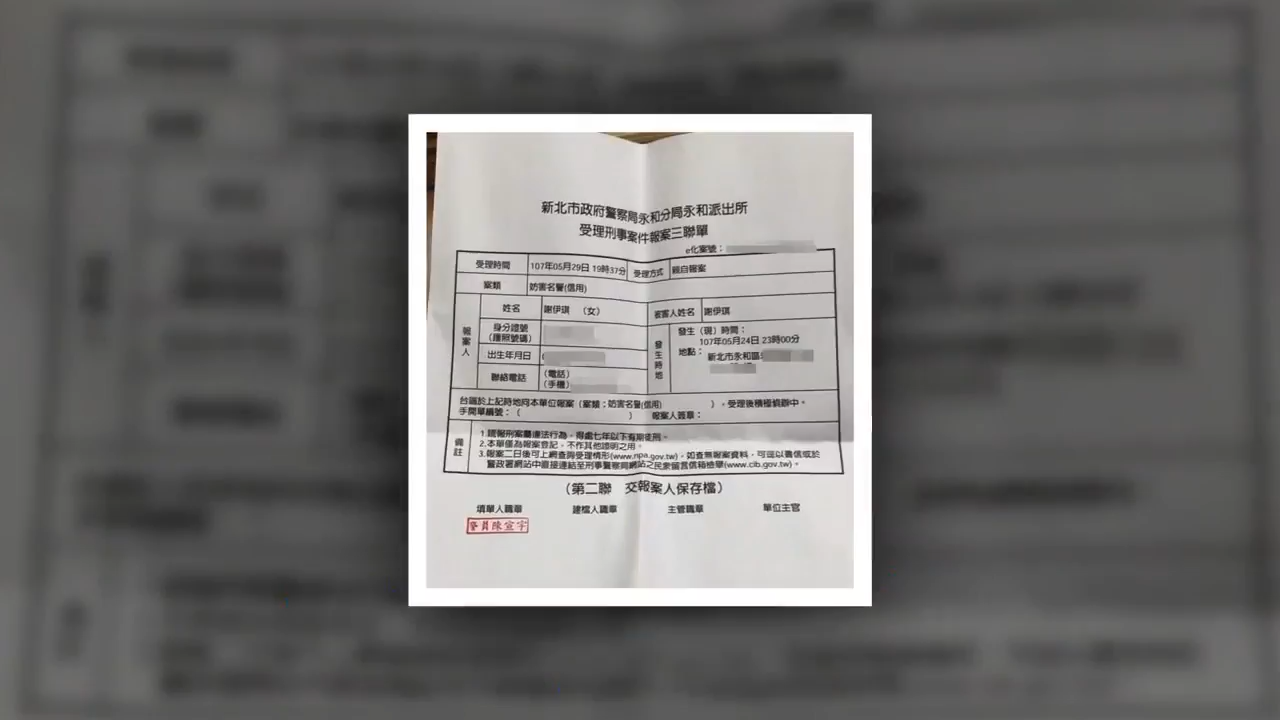 新北市政府警察局永和分局永和派出所
受理刑事案件報案三聯單
e化案號：
受理時間 107年05月29日 19時37分 受理方式 親自報案
案類 妨害名譽(信用)
報案人 姓名 謝伊琪 （女） 被害人姓名 謝伊琪
身分證號
(護照號碼)
出生年月日
聯絡電話 （電話）
（手機）
發生時地 發生（現）時間：
107年05月24日 23時00分
地點： 新北市永和區
台端於上記時地向本單位報案（案類：妨害名譽(信用) ），受理後積極偵辦中。
手開單編號：（ ） 報案人簽章：
備註 1.謊報刑案屬違法行為，得處七年以下有期徒刑。
2.本單僅為報案登記，不作其他證明之用。
3.報案二日後可上網查詢受理情形(www.npa.gov.tw)。如查無報案資料，可逕以書信或於
警政署網站中直接連結至刑事警察局網站之民眾留言信箱檢舉(www.cib.gov.tw)。
（第二聯 交報案人保存檔）
填單人職章 建檔人職章 主管職章 單位主官
警員陳宣宇